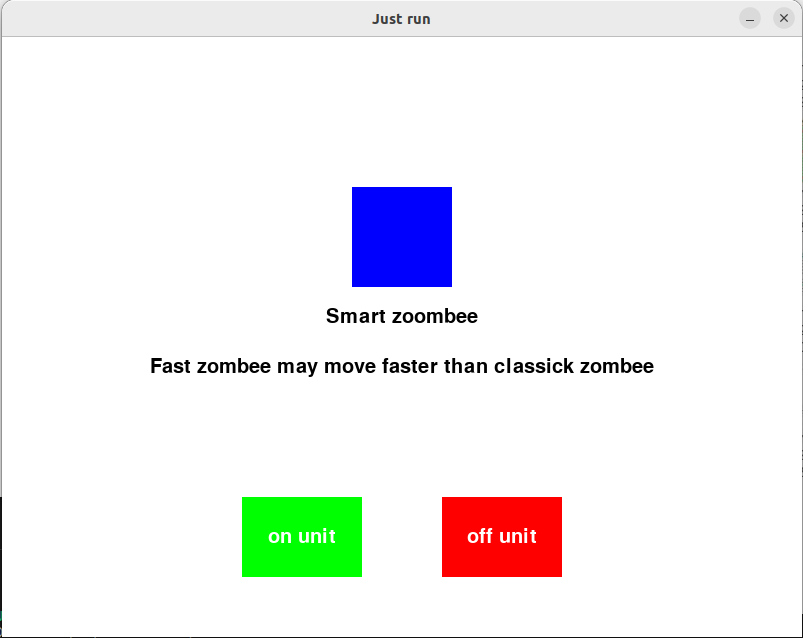 Just run
Smart zoombee
Fast zombee may move faster than classick zombee
on unit
off unit